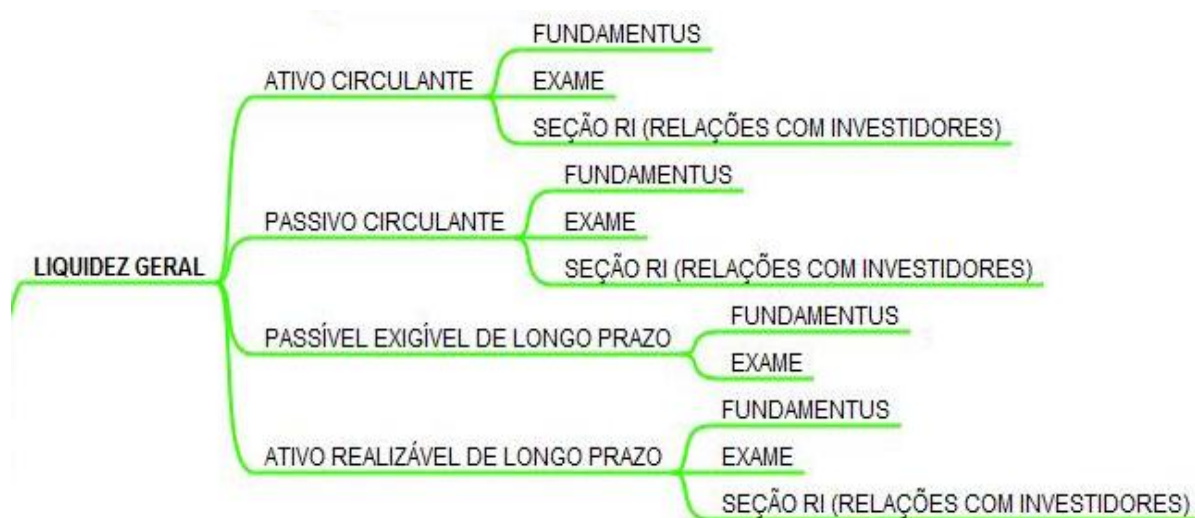 LIQUIDEZ GERAL
ATIVO CIRCULANTE
FUNDAMENTUS
EXAME
SEÇÃO RI (RELAÇÕES COM INVESTIDORES)
PASSIVO CIRCULANTE
FUNDAMENTUS
EXAME
SEÇÃO RI (RELAÇÕES COM INVESTIDORES)
PASSÍVEL EXIGÍVEL DE LONGO PRAZO
FUNDAMENTUS
EXAME
ATIVO REALIZÁVEL DE LONGO PRAZO
FUNDAMENTUS
EXAME
SEÇÃO RI (RELAÇÕES COM INVESTIDORES)